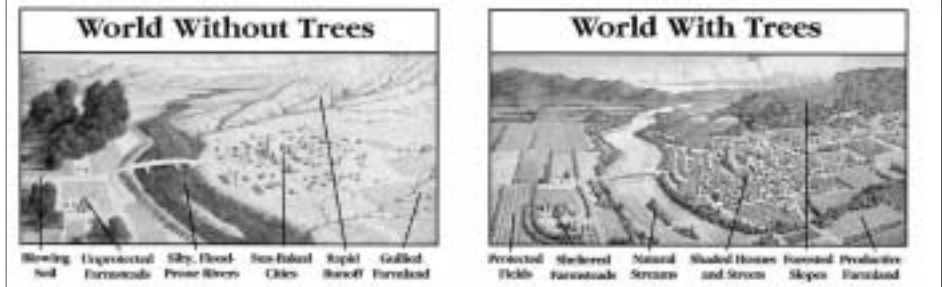 World Without Trees
World With Trees
Blowing Unprotected Silty, Flood- Sun-Baked Rapid Gullied
Soil Farmsteads Prone Rivers Cities Runoff Farmland
Protected Sheltered Natural Shaded Homes Forested Productive
Fields Farmsteads Streams and Streets Slopes Farmland